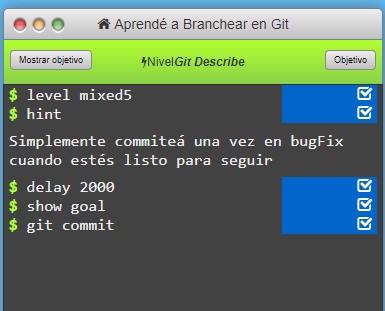 Aprendé a Branchear en Git
Mostrar objetivo
NivelGit Describe
Objetivo
$ level mixed5
$ hint
Simplemente commiteá una vez en bugFix
cuando estés listo para seguir
$ delay 2000
$ show goal
$ git commit